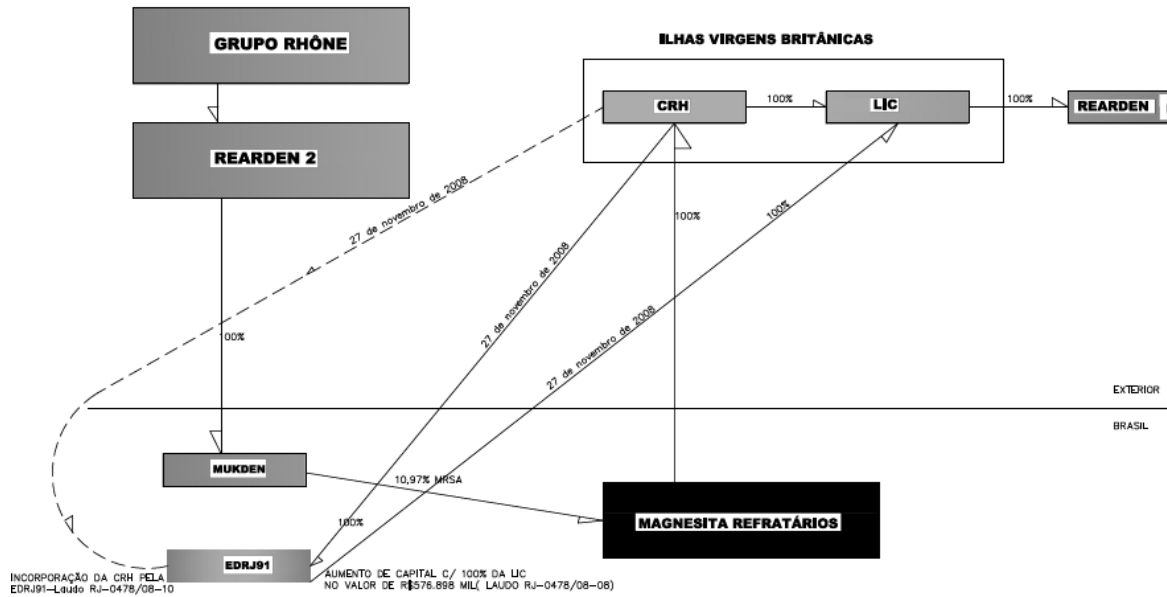 GRUPO RHÔNE
ILHAS VIRGENS BRITÂNICAS
CRH
100%
LIC
100%
REARDEN
REARDEN 2
27 de novembro de 2008
100%
100%
27 de novembro de 2008
27 de novembro de 2008
100%
EXTERIOR
BRASIL
MUKDEN
10,97% MRSA
MAGNESITA REFRATÁRIOS
100%
EDRJ91
INCORPORAÇÃO DA CRH PELA
EDRJ91-Laudo RJ-0478/08-10
AUMENTO DE CAPITAL C/ 100% DA LIC
NO VALOR DE R$576.898 MIL( LAUDO RJ-0478/08-08)